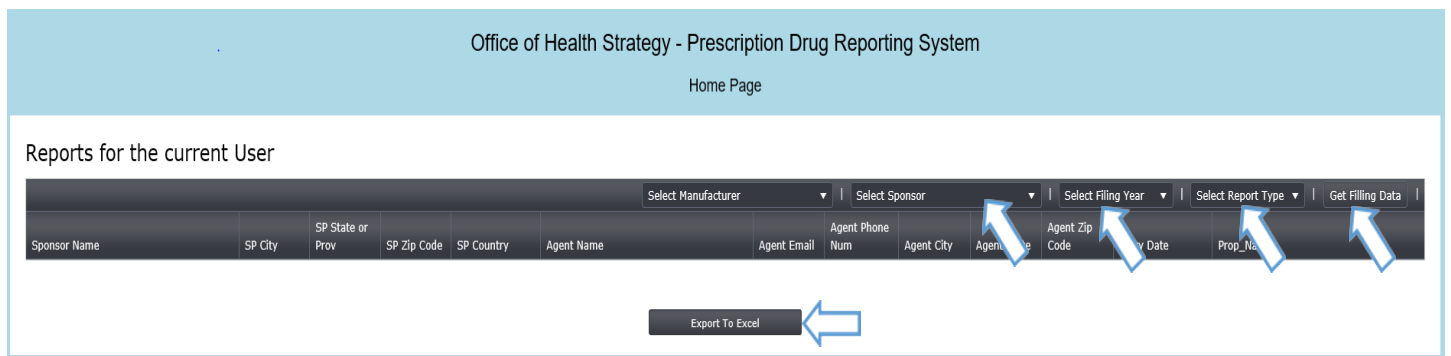 Office of Health Strategy - Prescription Drug Reporting System
Home Page
Reports for the current User
Select Manufacturer | Select Sponsor | Select Filing Year | Select Report Type | Get Filling Data |
Sponsor Name SP City SP State or Prov SP Zip Code SP Country Agent Name Agent Email Agent Phone Num Agent City Agent Zip Code Date
Export To Excel